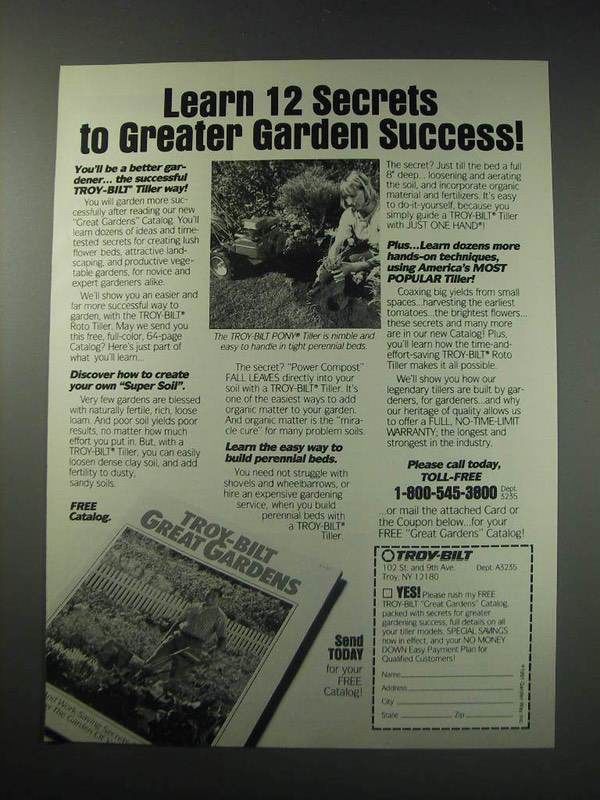 Learn 12 Secrets
to Greater Garden Success!
You'll be a better gar-
dener... the successful
TROY-BILT® Tiller way!
You will garden more suc-
cessfully after reading our new
"Great Gardens" Catalog. You'll
learn dozens of ideas and time-
tested secrets for creating lush
flower beds, attractive land-
scaping, and productive vege-
table gardens, for novice and
expert gardeners alike.
We'll show you an easier and
far more successful way to
garden, with the TROY-BILT®
Roto Tiller. May we send you
this free, full-color, 64-page
Catalog? Here's just part of
what you'll learn...
Discover how to create
your own "Super Soil".
Very few gardens are blessed
with naturally fertile, rich, loose
loam. And poor soil yields poor
results, no matter how much
effort you put in. But, with a
TROY-BILT® Tiller, you can easily
loosen dense clay soil, and add
fertility to dusty,
sandy soils.
FREE
Catalog.
The TROY-BILT PONY® Tiller is nimble and
easy to handle in tight perennial beds.
The secret? "Power Compost"
FALL LEAVES directly into your
soil with a TROY-BILT® Tiller. It's
one of the easiest ways to add
organic matter to your garden.
And organic matter is the "mira-
cle cure" for many problem soils.
Learn the easy way to
build perennial beds.
You need not struggle with
shovels and wheelbarrows, or
hire an expensive gardening
service, when you build
perennial beds with
a TROY-BILT®
Tiller.
The secret? Just till the bed a full
8" deep... loosening and aerating
the soil, and incorporate organic
material and fertilizers. It's easy
to do-it-yourself, because you
simply guide a TROY-BILT® Tiller
with JUST ONE HAND®!
Plus...Learn dozens more
hands-on techniques,
using America's MOST
POPULAR Tiller!
Coaxing big yields from small
spaces...harvesting the earliest
tomatoes...the brightest flowers...
these secrets and many more
are in our new Catalog! Plus,
you'll learn how the time-and-
effort-saving TROY-BILT® Roto
Tiller makes it all possible.
We'll show you how our
legendary tillers are built by gar-
deners, for gardeners...and why
our heritage of quality allows us
to offer a FULL, NO-TIME-LIMIT
WARRANTY, the longest and
strongest in the industry.
Please call today,
TOLL-FREE
1-800-545-3800 Dept. 5235
...or mail the attached Card or
the Coupon below...for your
FREE "Great Gardens" Catalog!
TROY-BILT
GREAT GARDENS
Work-Saving Secrets
The Garden Of
Send
TODAY
for your
FREE
Catalog!
TROY-BILT
102 St. and 9th Ave. Dept. A3235
Troy, NY 12180
YES! Please rush my FREE
TROY-BILT "Great Gardens" Catalog,
packed with secrets for greater
gardening success, full details on all
your tiller models, SPECIAL SAVINGS
now in effect, and your NO MONEY
DOWN Easy Payment Plan for
Qualified Customers!
Name
Address
City
State Zip